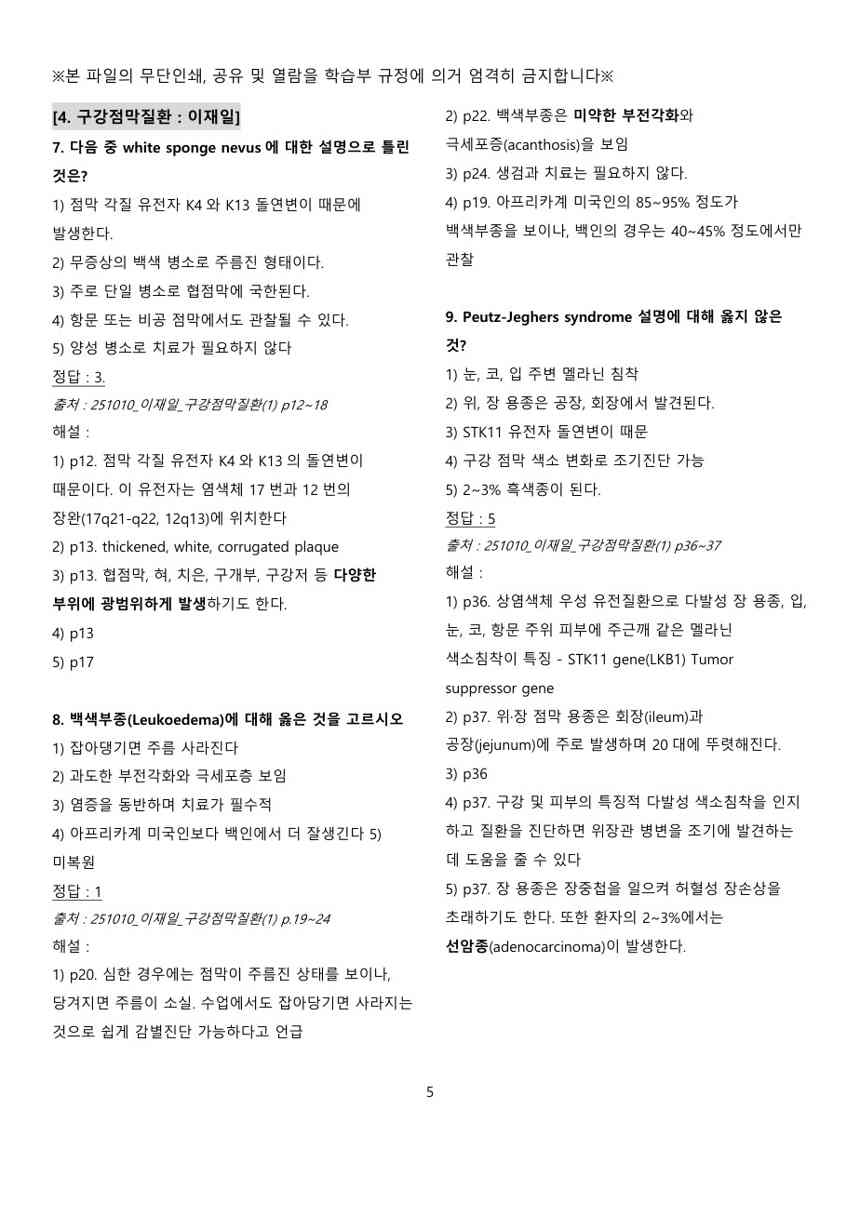 ※본 파일의 무단인쇄, 공유 및 열람을 학습부 규정에 의거 엄격히 금지합니다※
[4. 구강점막질환 : 이재일]
7. 다음 중 white sponge nevus 에 대한 설명으로 틀린
것은?
1) 점막 각질 유전자 K4 와 K13 돌연변이 때문에
발생한다.
2) 무증상의 백색 병소로 주름진 형태이다.
3) 주로 단일 병소로 협점막에 국한된다.
4) 항문 또는 비공 점막에서도 관찰될 수 있다.
5) 양성 병소로 치료가 필요하지 않다
정답 : 3.
출처 : 251010_이재일_구강점막질환(1) p12~18
해설 :
1) p12. 점막 각질 유전자 K4 와 K13 의 돌연변이
때문이다. 이 유전자는 염색체 17 번과 12 번의
장완(17q21-q22, 12q13)에 위치한다
2) p13. thickened, white, corrugated plaque
3) p13. 협점막, 혀, 치은, 구개부, 구강저 등 다양한
부위에 광범위하게 발생하기도 한다.
4) p13
5) p17
8. 백색부종(Leukoedema)에 대해 옳은 것을 고르시오
1) 잡아댕기면 주름 사라진다
2) 과도한 부전각화와 극세포층 보임
3) 염증을 동반하며 치료가 필수적
4) 아프리카계 미국인보다 백인에서 더 잘생긴다 5)
미복원
정답 : 1
출처 : 251010_이재일_구강점막질환(1) p.19~24
해설 :
1) p20. 심한 경우에는 점막이 주름진 상태를 보이나,
당겨지면 주름이 소실. 수업에서도 잡아당기면 사라지는
것으로 쉽게 감별진단 가능하다고 언급
2) p22. 백색부종은 미약한 부전각화와
극세포증(acanthosis)을 보임
3) p24. 생검과 치료는 필요하지 않다.
4) p19. 아프리카계 미국인의 85~95% 정도가
백색부종을 보이나, 백인의 경우는 40~45% 정도에서만
관찰
9. Peutz-Jeghers syndrome 설명에 대해 옳지 않은
것?
1) 눈, 코, 입 주변 멜라닌 침착
2) 위, 장 용종은 공장, 회장에서 발견된다.
3) STK11 유전자 돌연변이 때문
4) 구강 점막 색소 변화로 조기진단 가능
5) 2~3% 흑색종이 된다.
정답 : 5
출처 : 251010_이재일_구강점막질환(1) p36~37
해설 :
1) p36. 상염색체 우성 유전질환으로 다발성 장 용종, 입,
눈, 코, 항문 주위 피부에 주근깨 같은 멜라닌
색소침착이 특징 - STK11 gene(LKB1) Tumor
suppressor gene
2) p37. 위·장 점막 용종은 회장(ileum)과
공장(jejunum)에 주로 발생하며 20 대에 뚜렷해진다.
3) p36
4) p37. 구강 및 피부의 특징적 다발성 색소침착을 인지
하고 질환을 진단하면 위장관 병변을 조기에 발견하는
데 도움을 줄 수 있다
5) p37. 장 용종은 장중첩을 일으켜 허혈성 장손상을
초래하기도 한다. 또한 환자의 2~3%에서는
선암종(adenocarcinoma)이 발생한다.
5